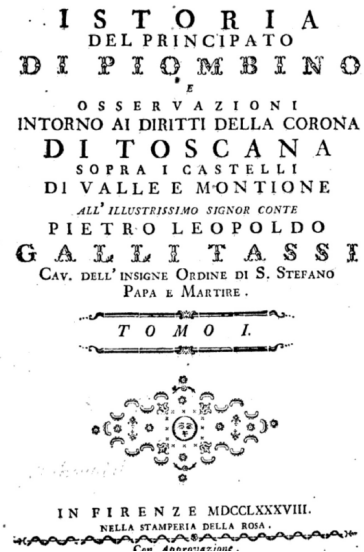 ISTORIA
DEL PRINCIPATO
DI PIOMBINO
E
OSSERVAZIONI
INTORNO AI DIRITTI DELLA CORONA
DI TOSCANA
SOPRA I CASTELLI
DI VALLE E MONTIONE
ALL' ILLUSTRISSIMO SIGNOR CONTE
PIETRO LEOPOLDO
GALLI TASSI
CAV. DELL' INSIGNE ORDINE DI S. STEFANO
PAPA E MARTIRE.
TOMO I.
IN FIRENZE MDCCLXXXVIII.
NELLA STAMPERIA DELLA ROSA.
Con Approvazione.